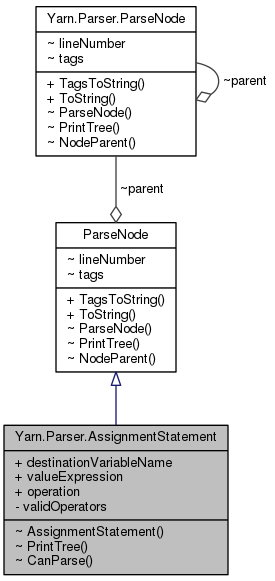 Yarn.Parser.ParseNode
~ lineNumber
~ tags
+ TagsToString()
+ ToString()
~ ParseNode()
~ PrintTree()
~ NodeParent()
~parent
~parent
ParseNode
~ lineNumber
~ tags
+ TagsToString()
+ ToString()
~ ParseNode()
~ PrintTree()
~ NodeParent()
Yarn.Parser.AssignmentStatement
+ destinationVariableName
+ valueExpression
+ operation
- validOperators
~ AssignmentStatement()
~ PrintTree()
~ CanParse()